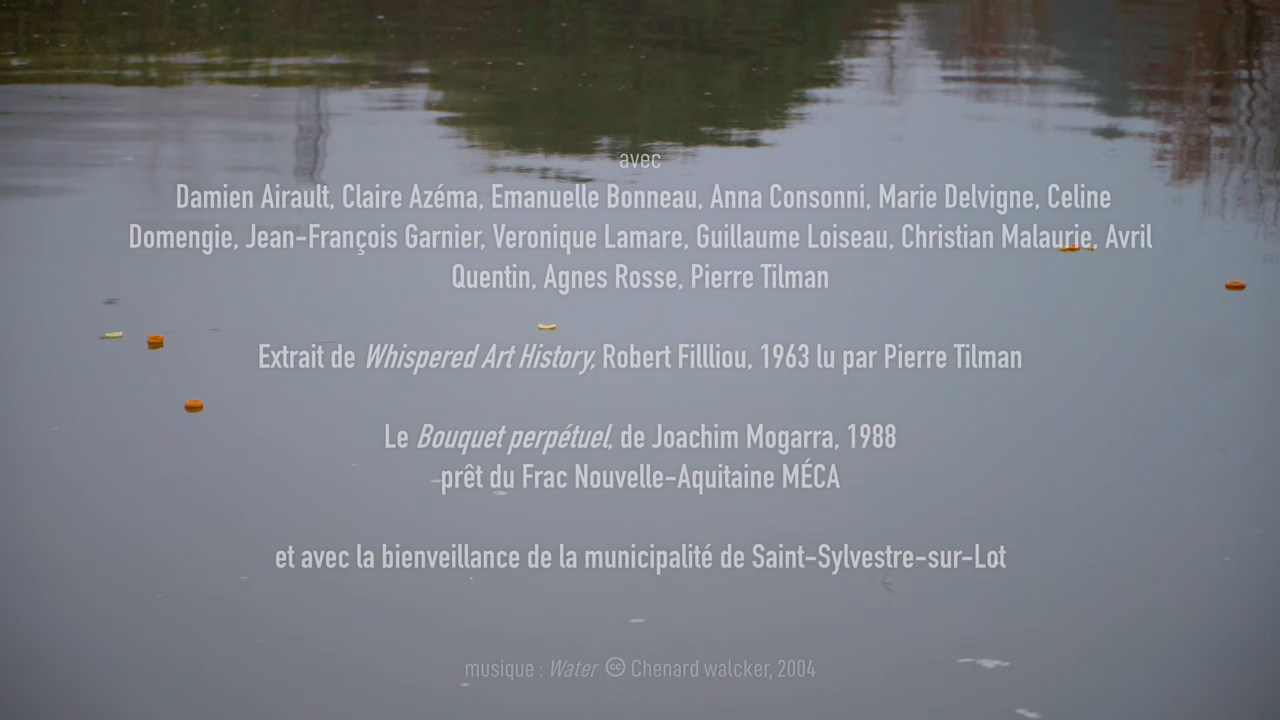 avec
Damien Airault, Claire Azéma, Emanuelle Bonneau, Anna Consonni, Marie Delvigne, Celine
Domengie, Jean-François Garnier, Veronique Lamare, Guillaume Loiseau, Christian Malaurie, Avril
Quentin, Agnes Rosse, Pierre Tilman
Extrait de Whispered Art History, Robert Fillliou, 1963 lu par Pierre Tilman
Le Bouquet perpétuel, de Joachim Mogarra, 1988
prêt du Frac Nouvelle-Aquitaine MÉCA
et avec la bienveillance de la municipalité de Saint-Sylvestre-sur-Lot
musique : Water 🅭 Chenard walcker, 2004